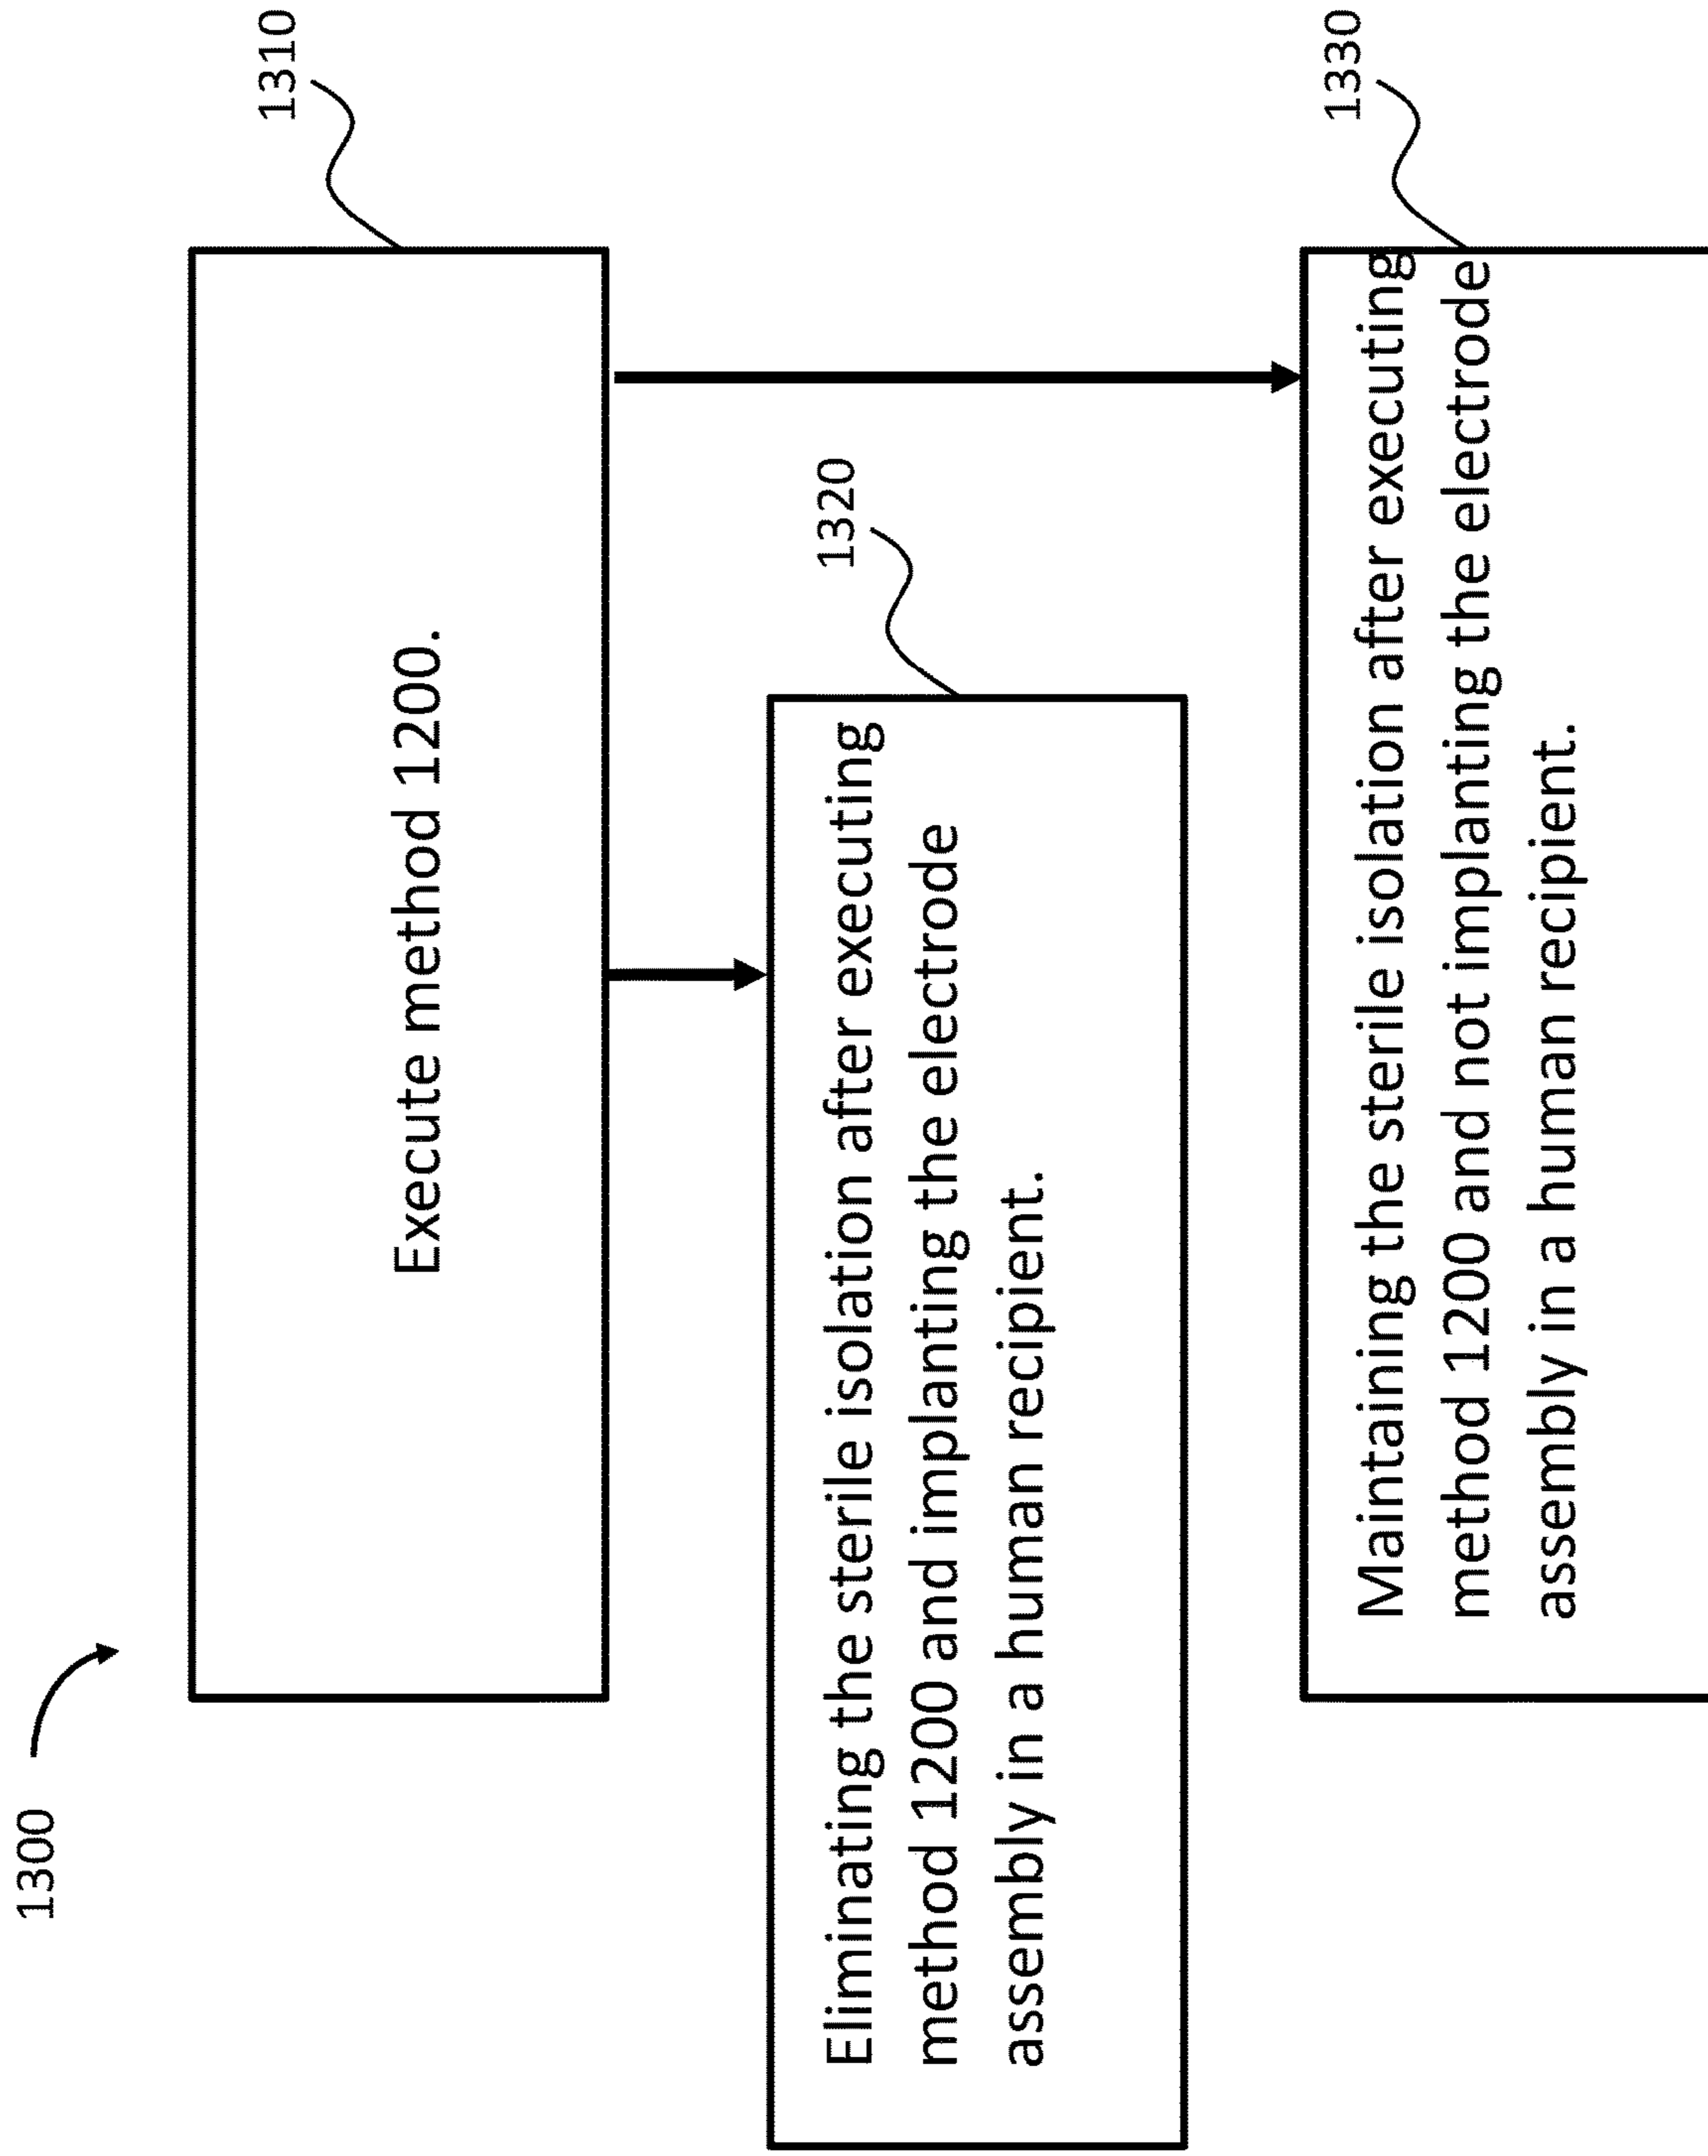 1300
1310
Execute method 1200.
1320
Eliminating the sterile isolation after executing
method 1200 and implanting the electrode
assembly in a human recipient.
1330
Maintaining the sterile isolation after executing
method 1200 and not implanting the electrode
assembly in a human recipient.